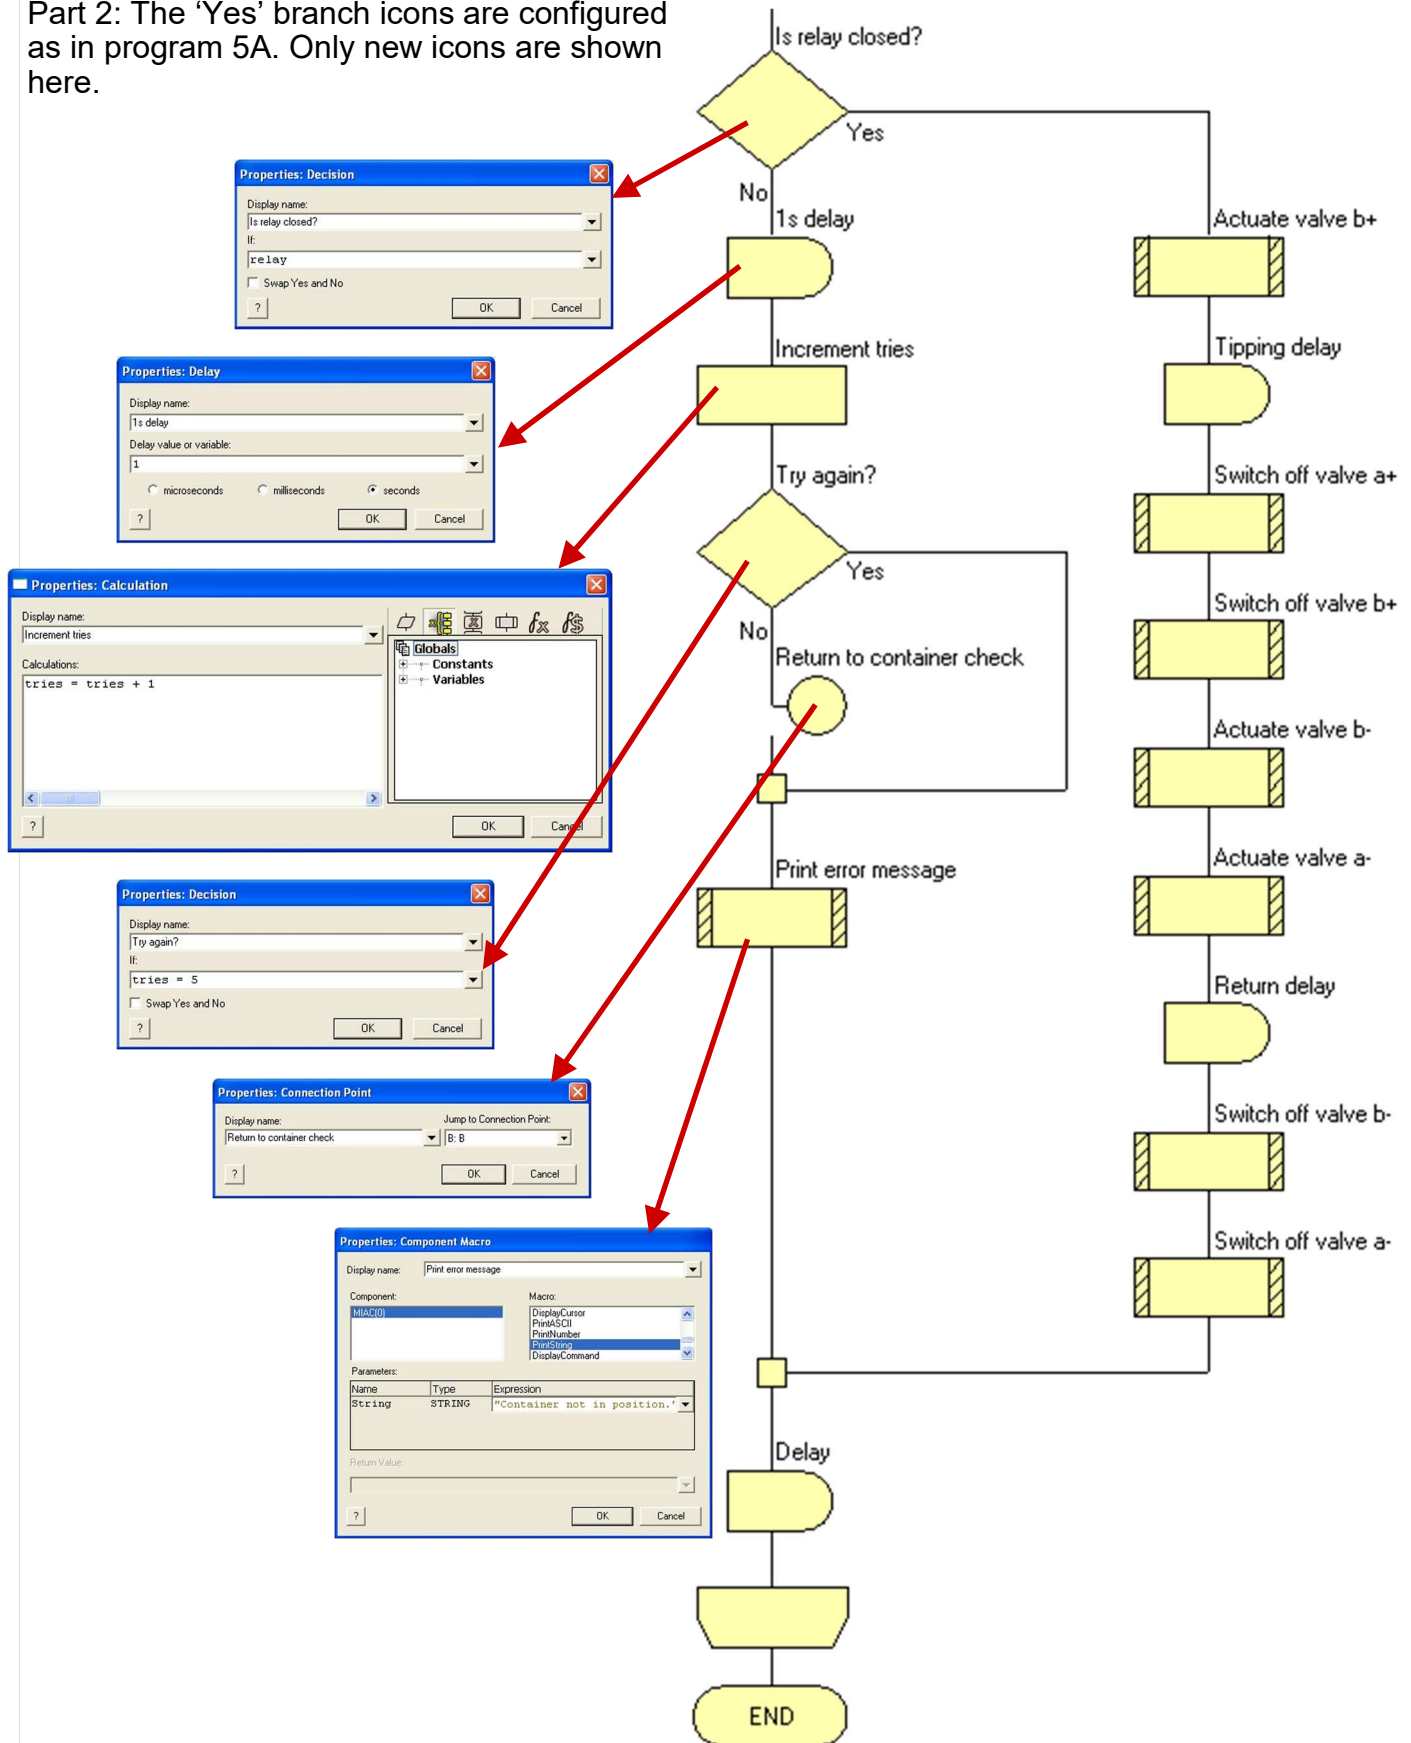 Part 2: The ‘Yes’ branch icons are configured
as in program 5A. Only new icons are shown
here.
Is relay closed?
Yes
No
1s delay
Increment tries
Try again?
Yes
No
Return to container check
Print error message
Delay
END
Actuate valve b+
Tipping delay
Switch off valve a+
Switch off valve b+
Actuate valve b-
Actuate valve a-
Return delay
Switch off valve b-
Switch off valve a-
Properties: Decision
Display name:
Is relay closed?
If:
relay
Swap Yes and No
?
OK
Cancel
Properties: Delay
Display name:
1s delay
Delay value or variable:
1
microseconds
milliseconds
seconds
?
OK
Cancel
Properties: Calculation
Display name:
Increment tries
Calculations:
tries = tries + 1
Globals
Constants
Variables
?
OK
Cancel
Properties: Decision
Display name:
Try again?
If:
tries = 5
Swap Yes and No
?
OK
Cancel
Properties: Connection Point
Display name:
Jump to Connection Point:
Return to container check
B: B
?
OK
Cancel
Properties: Component Macro
Display name:
Print error message
Component:
MIAC(0)
Macro:
DisplayCursor
PrintASCII
PrintNumber
PrintString
DisplayCommand
Parameters:
Name Type Expression
String STRING "Container not in position.'
Return Value:
?
OK
Cancel